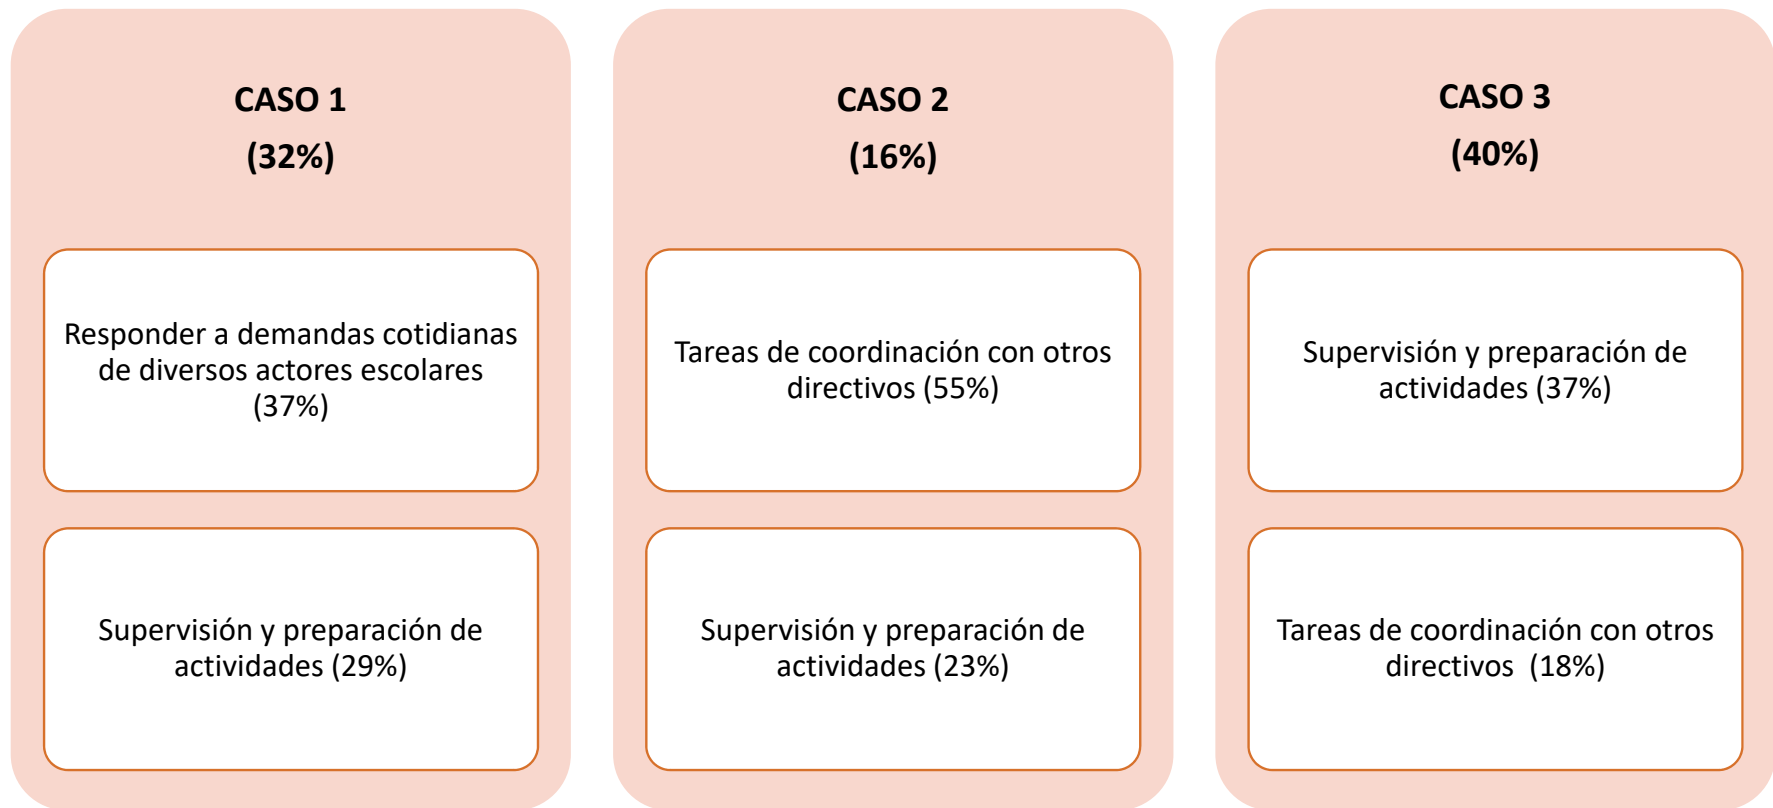 CASO 1
(32%)
Responder a demandas cotidianas
de diversos actores escolares
(37%)
Supervisión y preparación de
actividades (29%)
CASO 2
(16%)
Tareas de coordinación con otros
directivos (55%)
Supervisión y preparación de
actividades (23%)
CASO 3
(40%)
Supervisión y preparación de
actividades (37%)
Tareas de coordinación con otros
directivos  (18%)